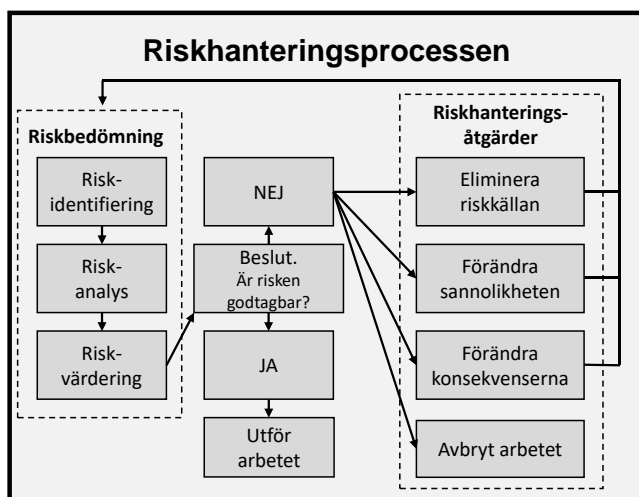 Riskhanteringsprocessen
Riskbedömning
Risk-
identifiering
Risk-
analys
Risk-
värdering
NEJ
Beslut.
Är risken
godtagbar?
JA
Utför
arbetet
Riskhanterings-
åtgärder
Eliminera
riskkällan
Förändra
sannolikheten
Förändra
konsekvenserna
Avbryt arbetet